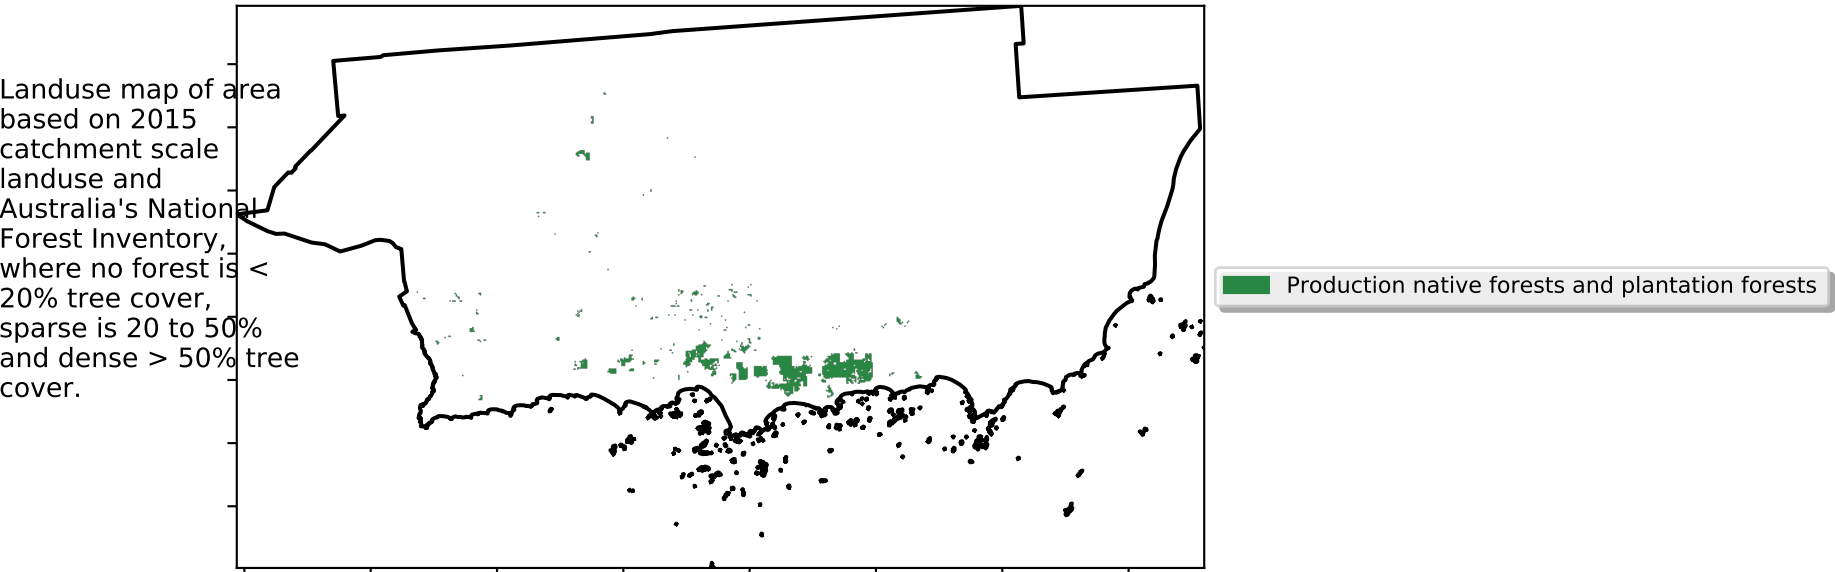 Landuse map of area
based on 2015
catchment scale
landuse and
Australia's National
Forest Inventory,
where no forest is <
20% tree cover,
sparse is 20 to 50%
and dense > 50% tree
cover.
Production native forests and plantation forests